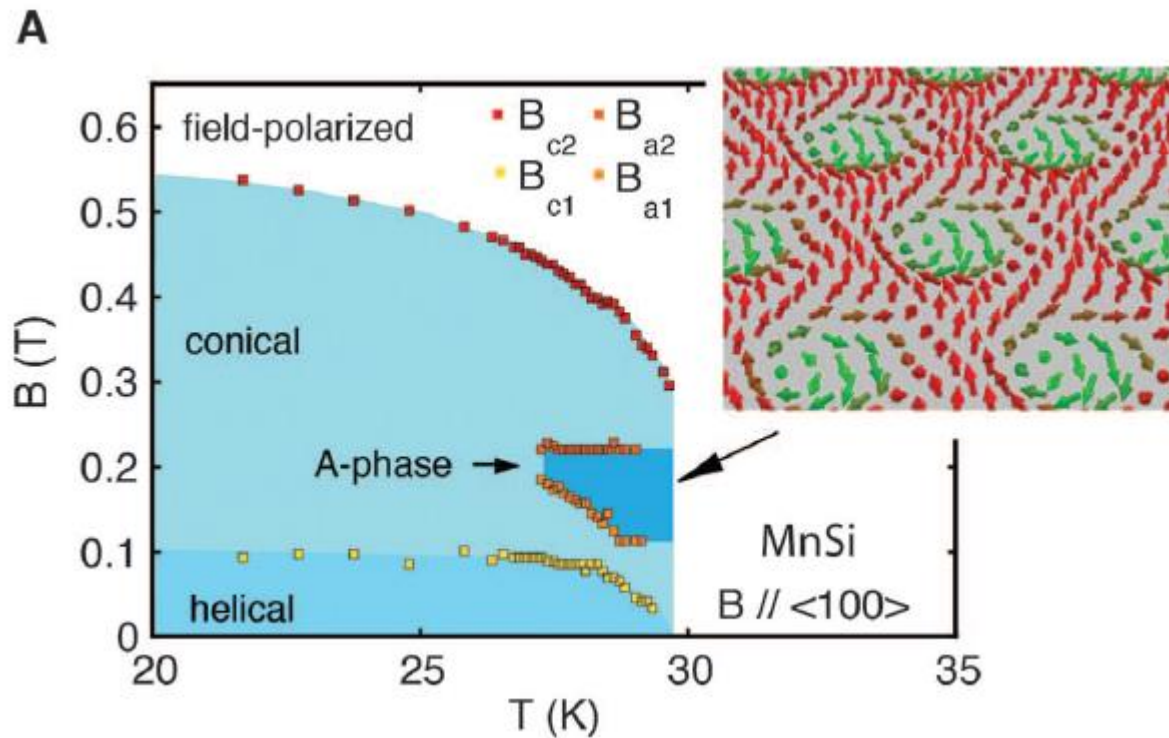 A
field-polarized
B c2 B a2
B c1 B a1
0.6
0.5
0.4
0.3
0.2
0.1
0
B (T)
conical
A-phase
helical
MnSi
B // <100>
20 25 30 35
T (K)